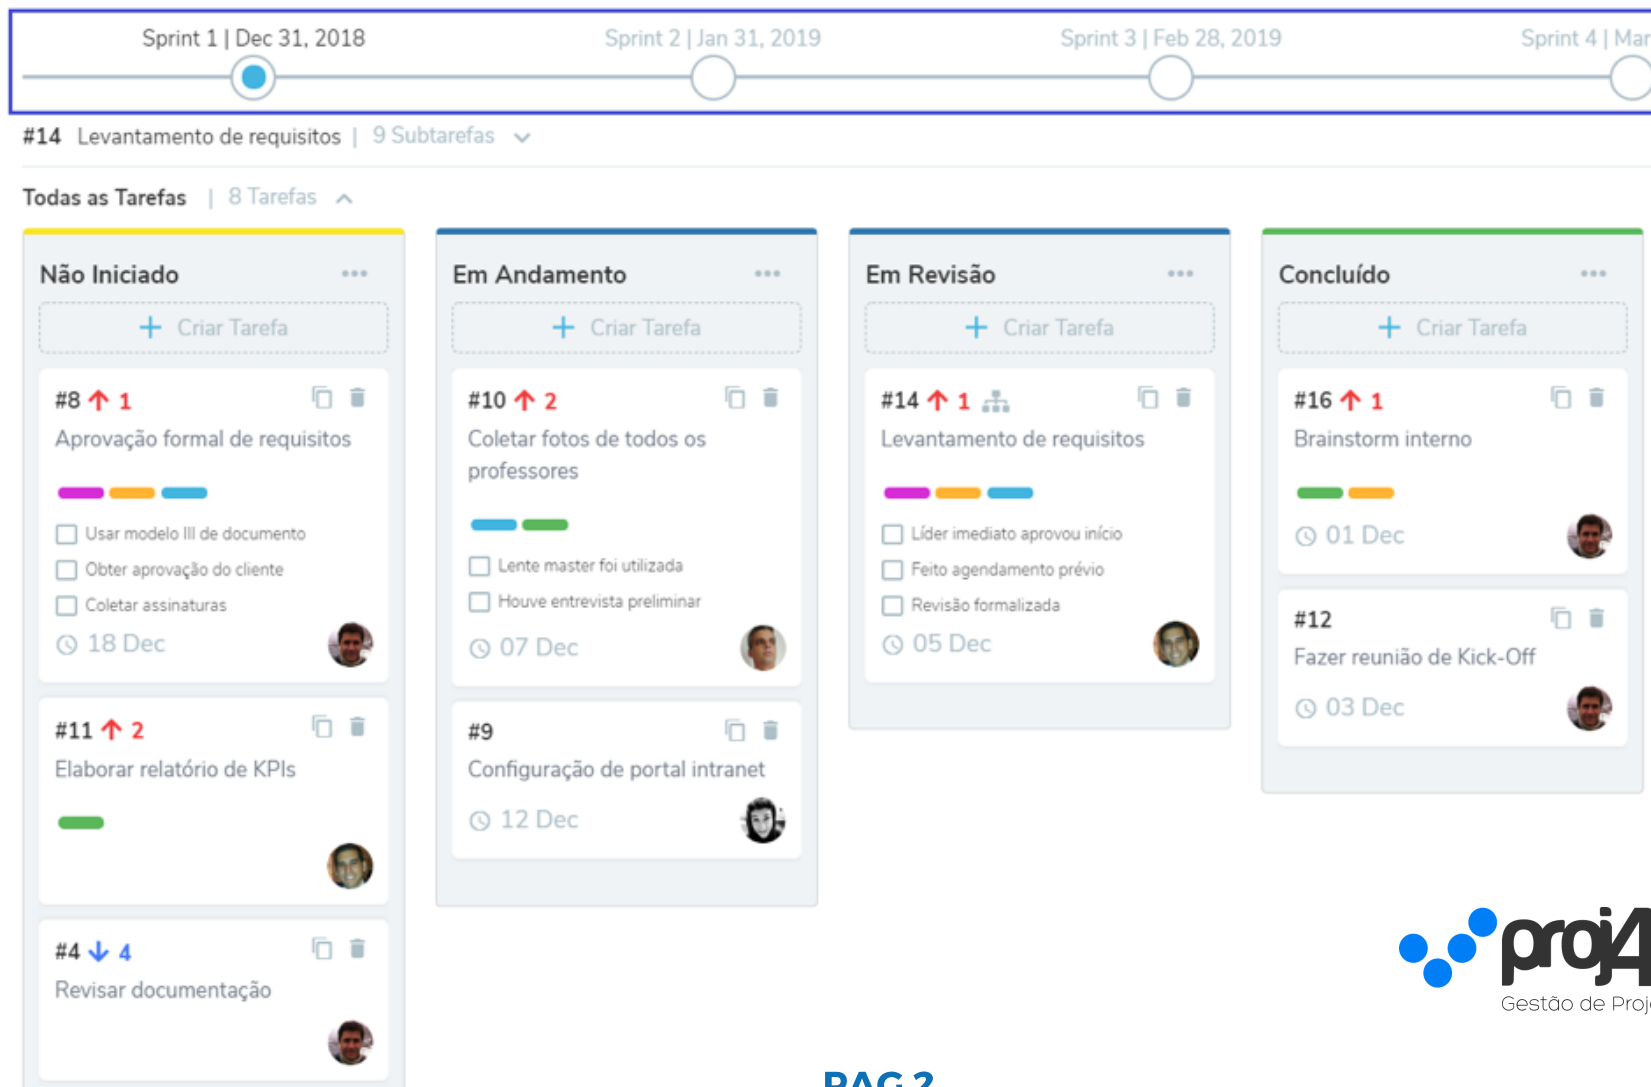 Sprint 1 | Dec 31, 2018
Sprint 2 | Jan 31, 2019
Sprint 3 | Feb 28, 2019
Sprint 4 | Mar
#14 Levantamento de requisitos | 9 Subtarefas
Todas as Tarefas | 8 Tarefas
Não Iniciado
+ Criar Tarefa
#8 ↑ 1
Aprovação formal de requisitos
Usar modelo III de documento
Obter aprovação do cliente
Coletar assinaturas
18 Dec
#11 ↑ 2
Elaborar relatório de KPIs
#4 ↓ 4
Revisar documentação
Em Andamento
+ Criar Tarefa
#10 ↑ 2
Coletar fotos de todos os
professores
Lente master foi utilizada
Houve entrevista preliminar
07 Dec
#9
Configuração de portal intranet
12 Dec
Em Revisão
+ Criar Tarefa
#14 ↑ 1
Levantamento de requisitos
Líder imediato aprovou início
Feito agendamento prévio
Revisão formalizada
05 Dec
Concluído
+ Criar Tarefa
#16 ↑ 1
Brainstorm interno
01 Dec
#12
Fazer reunião de Kick-Off
03 Dec
proj4
Gestão de Proj
PAG 2